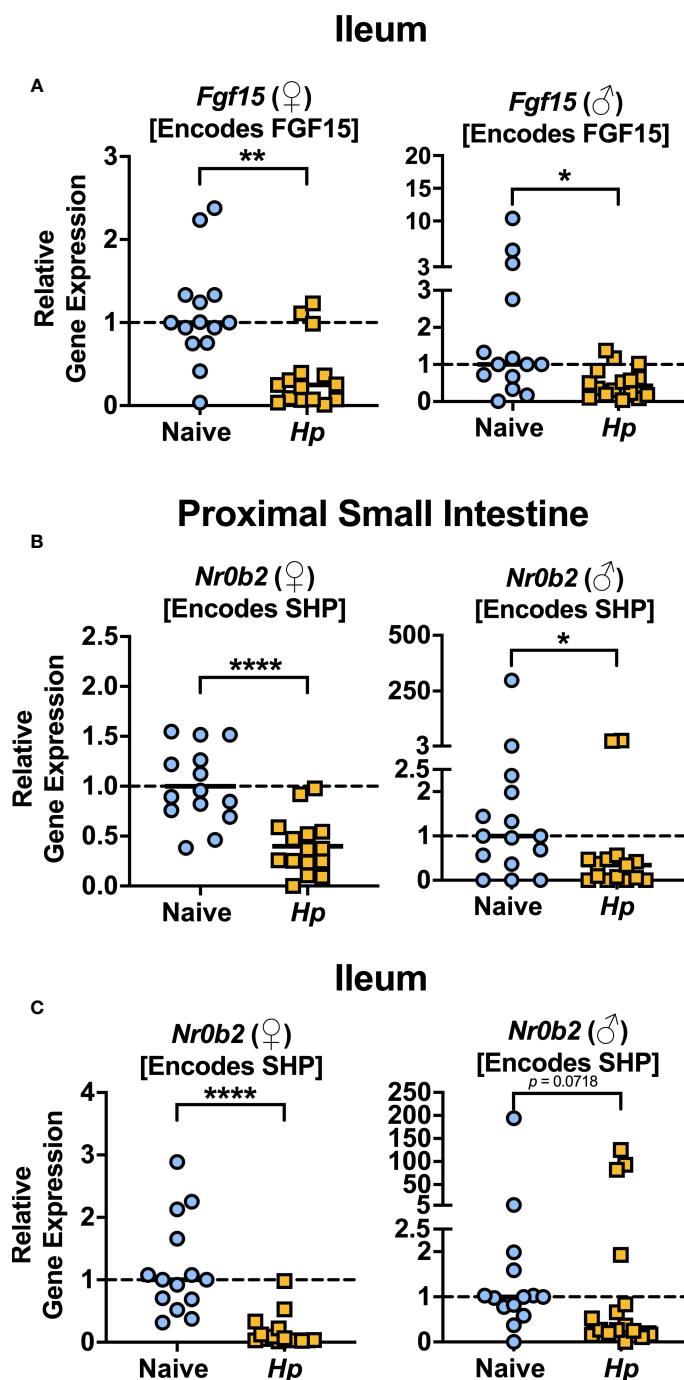 Ileum
A
Fgf15 (♀)
[Encodes FGF15]
Fgf15 (♂)
[Encodes FGF15]
Relative
Gene Expression
3
2
1
0
**
Naive
Hp
20
15
10
3
3
2
1
0
*
Naive
Hp
Proximal Small Intestine
B
Nr0b2 (♀)
[Encodes SHP]
Nr0b2 (♂)
[Encodes SHP]
Relative
Gene Expression
2.5
2.0
1.5
1.0
0.5
0.0
****
Naive
Hp
500
250
3
2.5
2
1
0
*
Naive
Hp
Ileum
C
Nr0b2 (♀)
[Encodes SHP]
Nr0b2 (♂)
[Encodes SHP]
Relative
Gene Expression
4
3
2
1
0
****
Naive
Hp
p = 0.0718
250
200
150
100
50
5
2.5
2
1
0
Naive
Hp